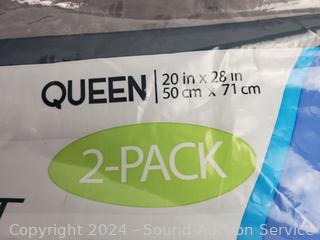 QUEEN
20 in x 28 in
50 cm x 71 cm
2-PACK
Copyright 2024 - Sound Auction Service